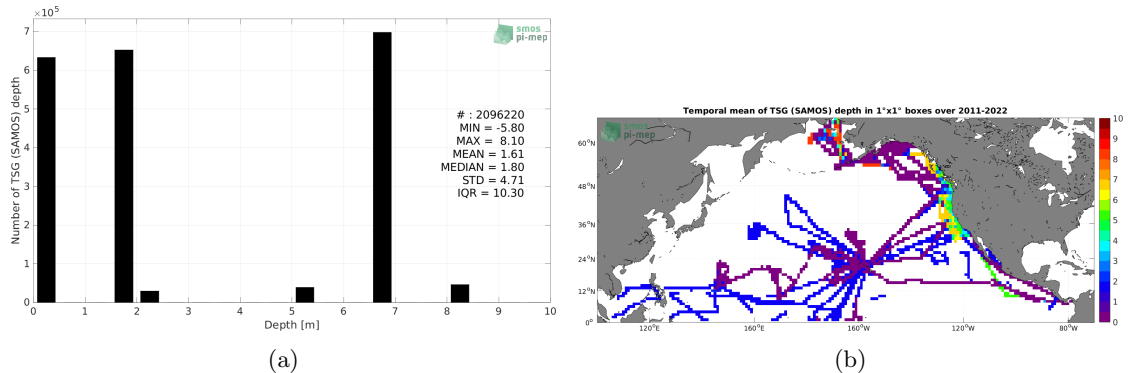 ×10⁵
7
6
5
4
3
2
1
0
Number of TSG (SAMOS) depth
0 1 2 3 4 5 6 7 8 9 10
Depth [m]
smos
pi-mep
# : 2096220
MIN = -5.80
MAX = 8.10
MEAN = 1.61
MEDIAN = 1.80
STD = 4.71
IQR = 10.30
(a)
Temporal mean of TSG (SAMOS) depth in 1°x1° boxes over 2011-2022
smos
pi-mep
60°N
48°N
36°N
24°N
12°N
0°
120°E 160°E 160°W 120°W 80°W
10
9
8
7
6
5
4
3
2
1
0
(b)